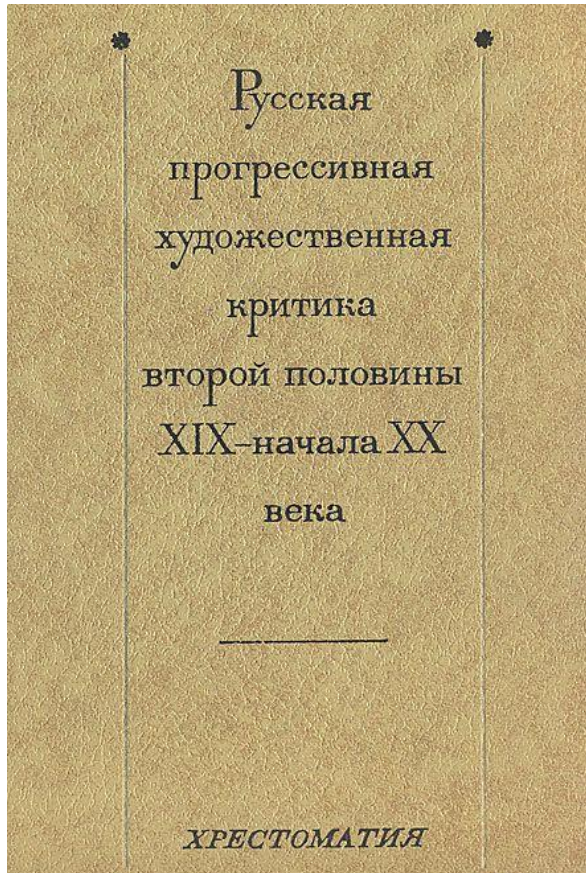 Русская
прогрессивная
художественная
критика
второй половины
XIX–начала XX
века
ХРЕСТОМАТИЯ